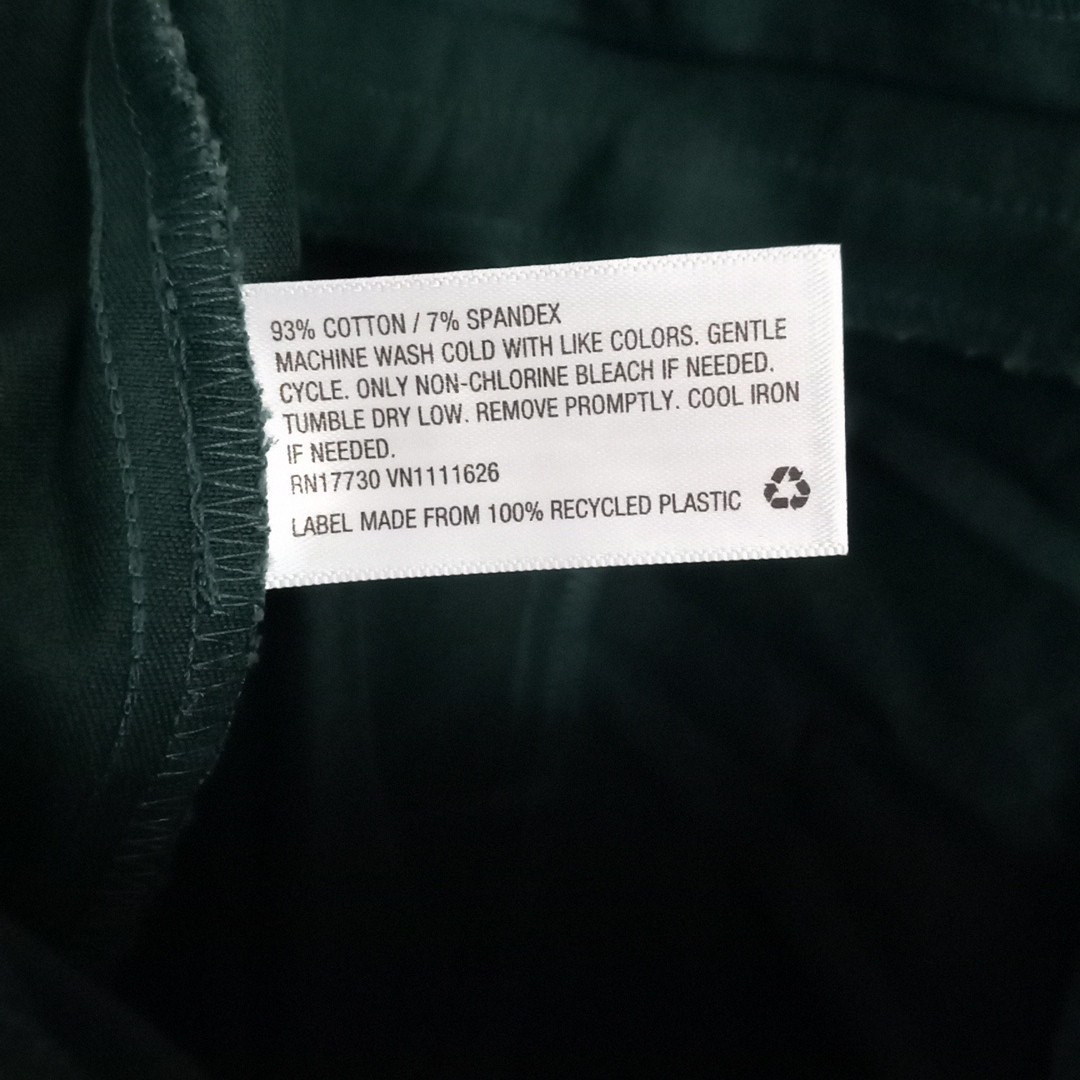 93% COTTON / 7% SPANDEX
MACHINE WASH COLD WITH LIKE COLORS. GENTLE
CYCLE. ONLY NON-CHLORINE BLEACH IF NEEDED.
TUMBLE DRY LOW. REMOVE PROMPTLY. COOL IRON
IF NEEDED.
RN17730 VN1111626
LABEL MADE FROM 100% RECYCLED PLASTIC